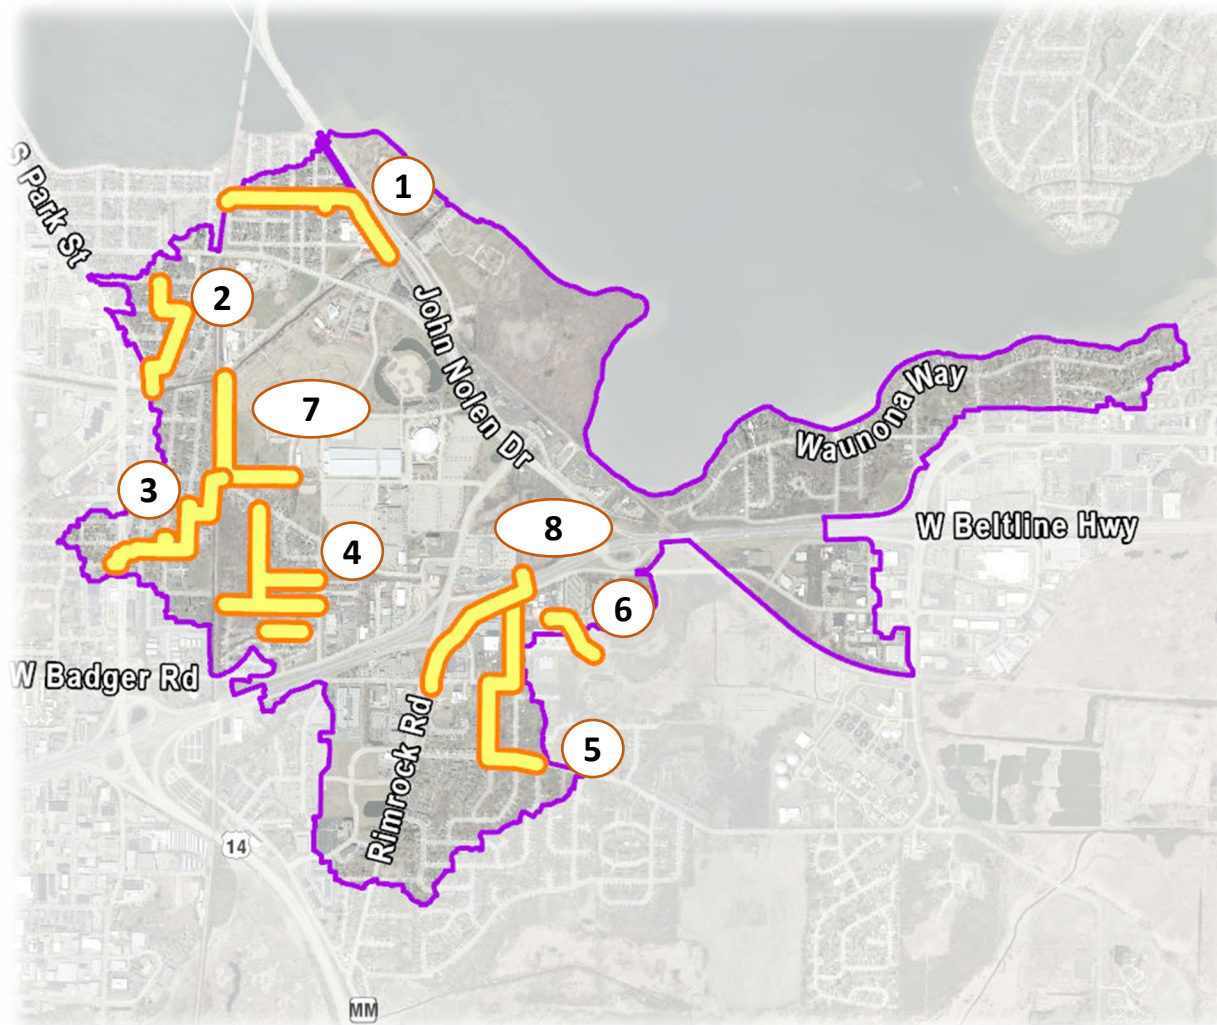 1
S Park St
2
John Nolen Dr
7
Waunona Way
3
8
W Beltline Hwy
4
6
W Badger Rd
5
Rimrock Rd
14
MM